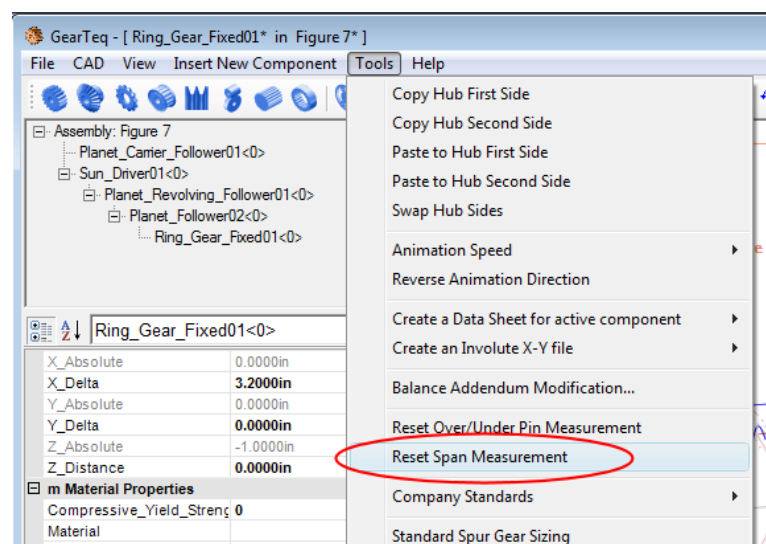 GearTeq - [ Ring_Gear_Fixed01* in Figure 7* ]
File CAD View Insert New Component Tools Help
Assembly: Figure 7
Planet_Carrier_Follower01<0>
Sun_Driver01<0>
Planet_Revolving_Follower01<0>
Planet_Follower02<0>
Ring_Gear_Fixed01<0>
Ring_Gear_Fixed01<0>
X_Absolute 0.0000in
X_Delta 3.2000in
Y_Absolute 0.0000in
Y_Delta 0.0000in
Z_Absolute -1.0000in
Z_Distance 0.0000in
m Material Properties
Compressive_Yield_Streng 0
Material
Copy Hub First Side
Copy Hub Second Side
Paste to Hub First Side
Paste to Hub Second Side
Swap Hub Sides
Animation Speed
Reverse Animation Direction
Create a Data Sheet for active component
Create an Involute X-Y file
Balance Addendum Modification...
Reset Over/Under Pin Measurement
Reset Span Measurement
Company Standards
Standard Spur Gear Sizing